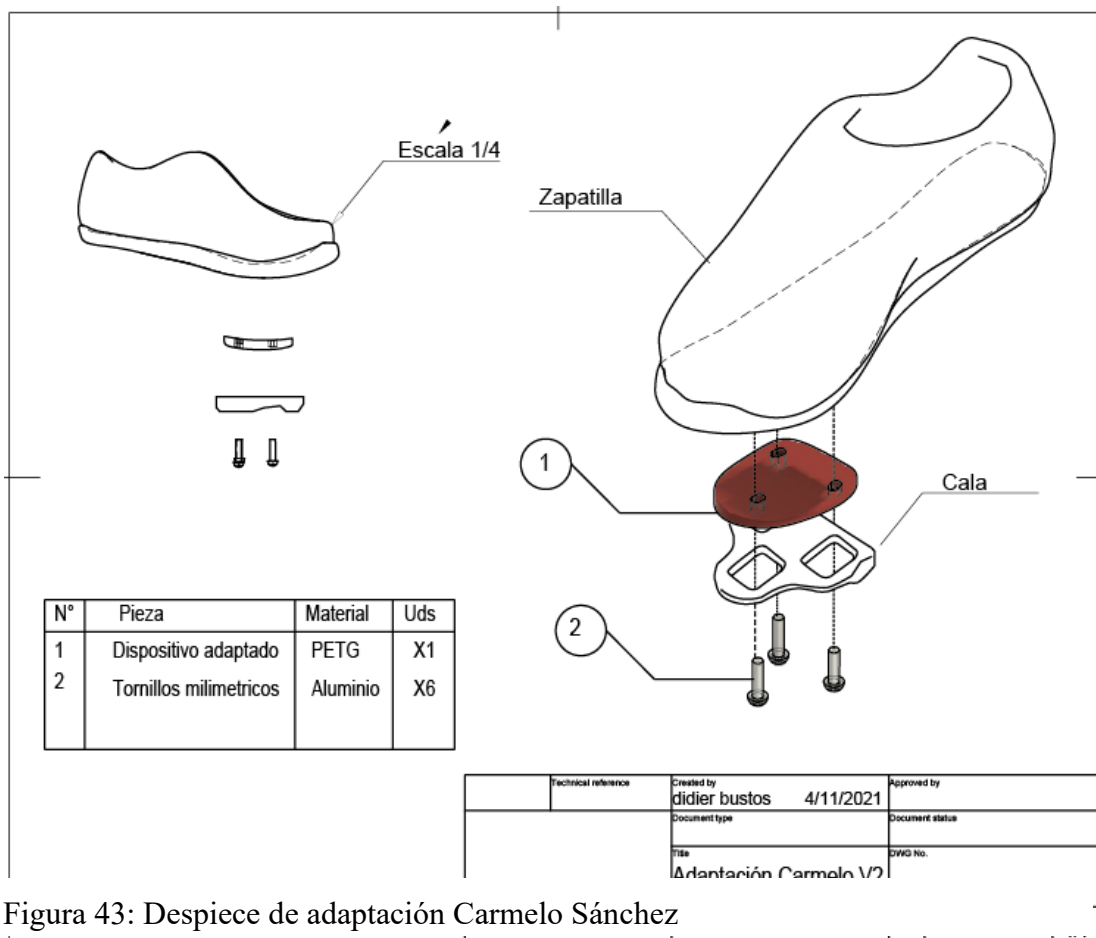 Escala 1/4
Zapatilla
1
Cala
2
N° Pieza Material Uds
1 Dispositivo adaptado PETG X1
2 Tornillos milimetricos Aluminio X6
Technical reference
Created by
didier bustos 4/11/2021
Approved by
Document type
Document status
Title
Adaptación Carmelo V2
DWG No.
Figura 43: Despiece de adaptación Carmelo Sánchez